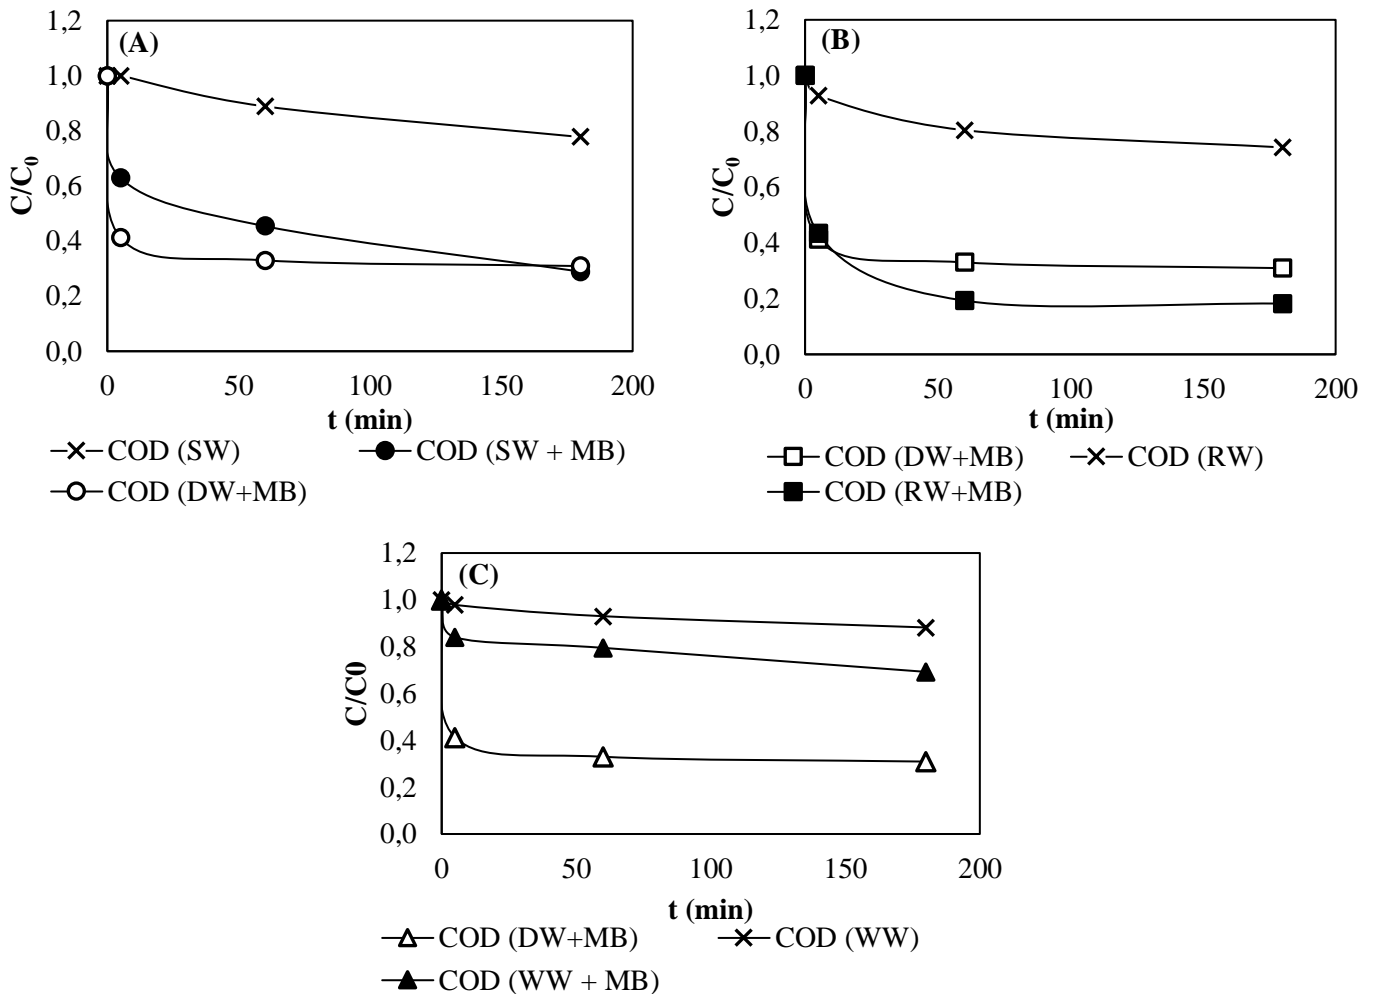 (A)
1,2
1,0
0,8
0,6
0,4
0,2
0,0
C/C₀
0 50 100 150 200
t (min)
COD (SW) COD (SW + MB)
COD (DW+MB)
(B)
1,2
1,0
0,8
0,6
0,4
0,2
0,0
C/C₀
0 50 100 150 200
t (min)
COD (DW+MB) COD (RW)
COD (RW+MB)
(C)
1,2
1,0
0,8
0,6
0,4
0,2
0,0
C/C0
0 50 100 150 200
t (min)
COD (DW+MB) COD (WW)
COD (WW + MB)